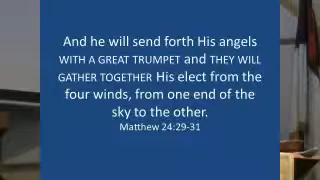 And he will send forth His angels
WITH A GREAT TRUMPET and THEY WILL
GATHER TOGETHER His elect from the
four winds, from one end of the
sky to the other.
Matthew 24:29-31